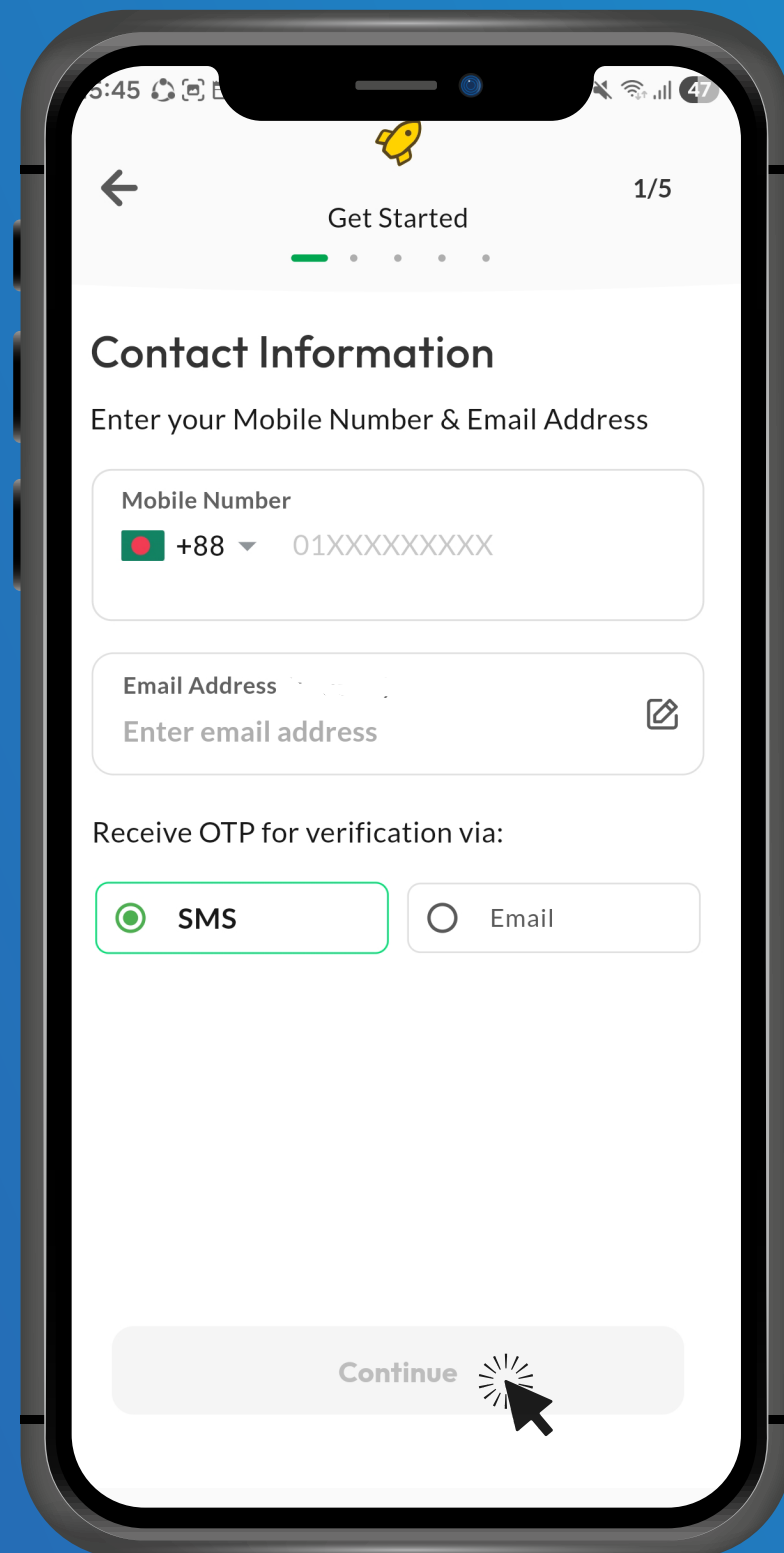 5:45 47
1/5
Get Started
Contact Information
Enter your Mobile Number & Email Address
Mobile Number
+88 01XXXXXXXXX
Email Address
Enter email address
Receive OTP for verification via:
SMS Email
Continue